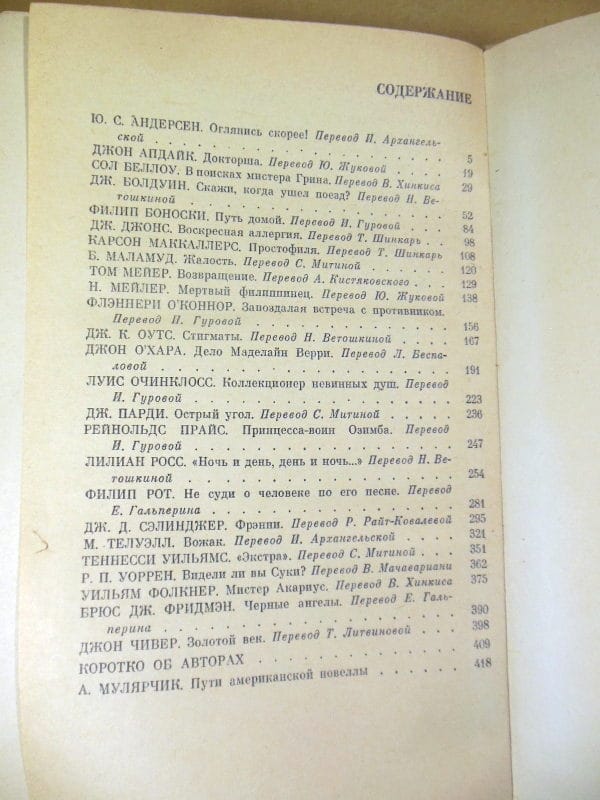 СОДЕРЖАНИЕ
Ю. С. АНДЕРСЕН. Оглянись скорее! Перевод И. Архангель-
ской . . . . . . . . . . . . . . . . 5
ДЖОН АПДАЙК. Докторша. Перевод Ю. Жуковой . . . . 19
СОЛ БЕЛЛОУ. В поисках мистера Грина. Перевод В. Хинкиса 29
ДЖ. БОЛДУИН. Скажи, когда ушел поезд? Перевод Н. Ве-
тошкиной . . . . . . . . . . . . . . . 52
ФИЛИП БОНОСКИ. Путь домой. Перевод И. Гуровой . . . 84
ДЖ. ДЖОНС. Воскресная аллергия. Перевод Т. Шинкарь . . 98
КАРСОН МАККАЛЛЕРС. Простофиля. Перевод Т. Шинкарь 108
Б. МАЛАМУД. Жалость. Перевод С. Митиной . . . . . 120
ТОМ МЕЙЕР. Возвращение. Перевод А. Кистяковского . . . 129
Н. МЕЙЛЕР. Мертвый филиппинец. Перевод Ю. Жуковой 138
ФЛЭННЕРИ О'КОННОР. Запоздалая встреча с противником.
Перевод И. Гуровой . . . . . . . . . . . 156
ДЖ. К. ОУТС. Стигматы. Перевод Н. Ветошкиной . . . . 167
ДЖОН О'ХАРА. Дело Маделайн Верри. Перевод Л. Беспа-
ловой . . . . . . . . . . . . . . . . 191
ЛУИС ОЧИНКЛОСС. Коллекционер невинных душ. Перевод
И. Гуровой . . . . . . . . . . . . . . 223
ДЖ. ПАРДИ. Острый угол. Перевод С. Митиной . . . . . 236
РЕЙНОЛЬДС ПРАЙС. Принцесса-воин Озимба. Перевод
И. Гуровой . . . . . . . . . . . . . . 247
ЛИЛИАН РОСС. «Ночь и день, день и ночь...» Перевод Н. Ве-
тошкиной . . . . . . . . . . . . . . . 254
ФИЛИП РОТ. Не суди о человеке по его песне. Перевод
Е. Гальперина . . . . . . . . . . . . . 281
ДЖ. Д. СЭЛИНДЖЕР. Фрэнни. Перевод Р. Райт-Ковалевой 295
М. ТЕЛУЭЛЛ. Вожак. Перевод И. Архангельской . . . . 321
ТЕННЕССИ УИЛЬЯМС. «Экстра». Перевод С. Митиной . . . 351
Р. П. УОРРЕН. Видели ли вы Суки? Перевод В. Мачавариани 362
УИЛЬЯМ ФОЛКНЕР. Мистер Акариус. Перевод В. Хинкиса 375
БРЮС ДЖ. ФРИДМЭН. Черные ангелы. Перевод Е. Галь-
перина . . . . . . . . . . . . . . . . 390
ДЖОН ЧИВЕР. Золотой век. Перевод Т. Литвиновой . . . 398
КОРОТКО ОБ АВТОРАХ . . . . . . . . . . . 409
А. МУЛЯРЧИК. Пути американской новеллы . . . . . . 418